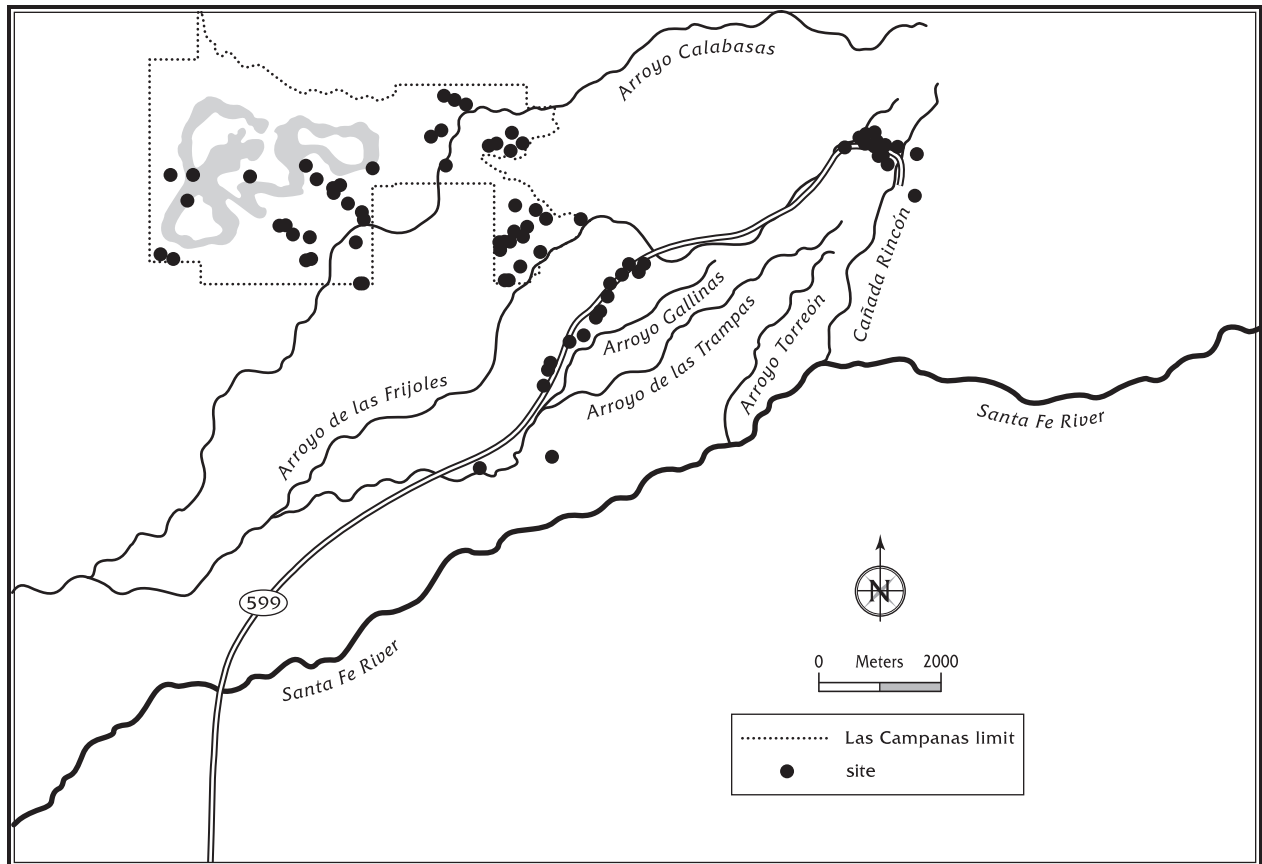 Arroyo Calabasas
Cañada Rincón
Arroyo Gallinas
Arroyo de las Trampas
Arroyo Torreón
Arroyo de las Frijoles
Santa Fe River
599
Santa Fe River
N
0 Meters 2000
Las Campanas limit
site